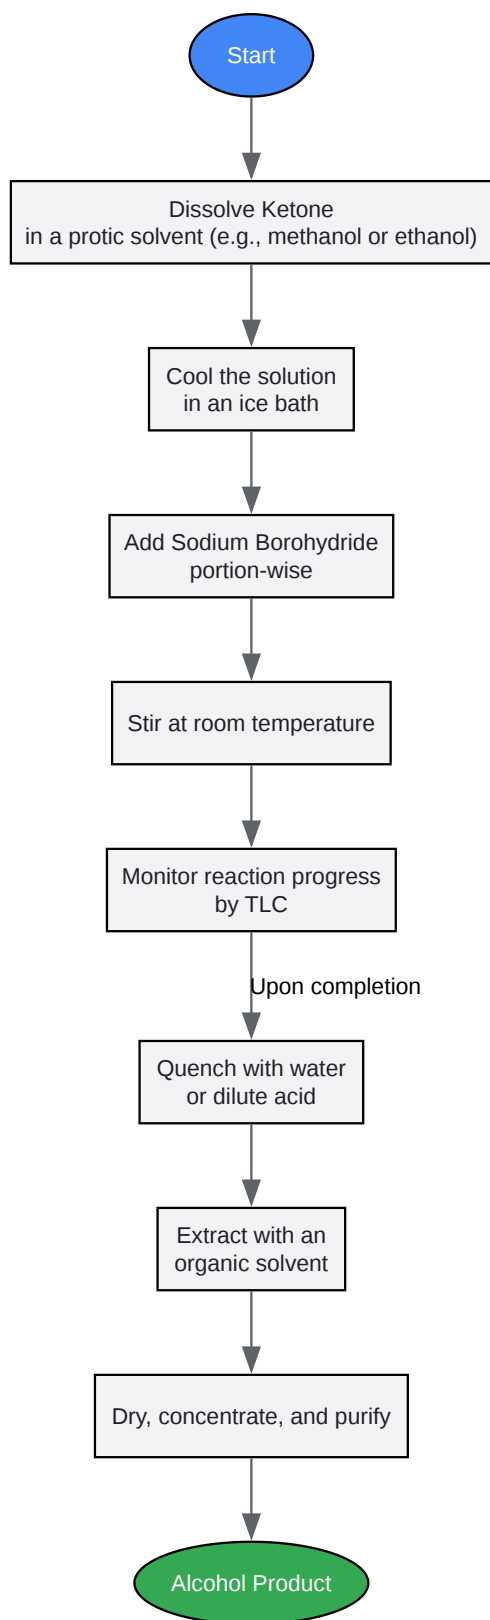 Start
Dissolve Ketone
in a protic solvent (e.g., methanol or ethanol)
Cool the solution
in an ice bath
Add Sodium Borohydride
portion-wise
Stir at room temperature
Monitor reaction progress
by TLC
Upon completion
Quench with water
or dilute acid
Extract with an
organic solvent
Dry, concentrate, and purify
Alcohol Product